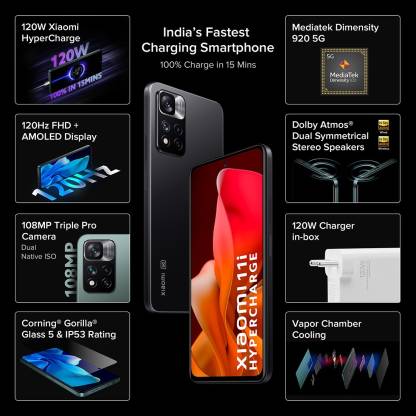 120W Xiaomi
HyperCharge
120W
100% IN 15MINS
India's Fastest
Charging Smartphone
100% Charge in 15 Mins
Mediatek Dimensity
920 5G
5G
MediaTek
120Hz FHD +
AMOLED Display
120HZ
Dolby Atmos®
Dual Symmetrical
Stereo Speakers
108MP Triple Pro
Camera
Dual
Native ISO
108MP
xiaomi 5G
Xiaomi 11i
HYPERCHARGE
120W Charger
in-box
Corning® Gorilla®
Glass 5 & IP53 Rating
Vapor Chamber
Cooling